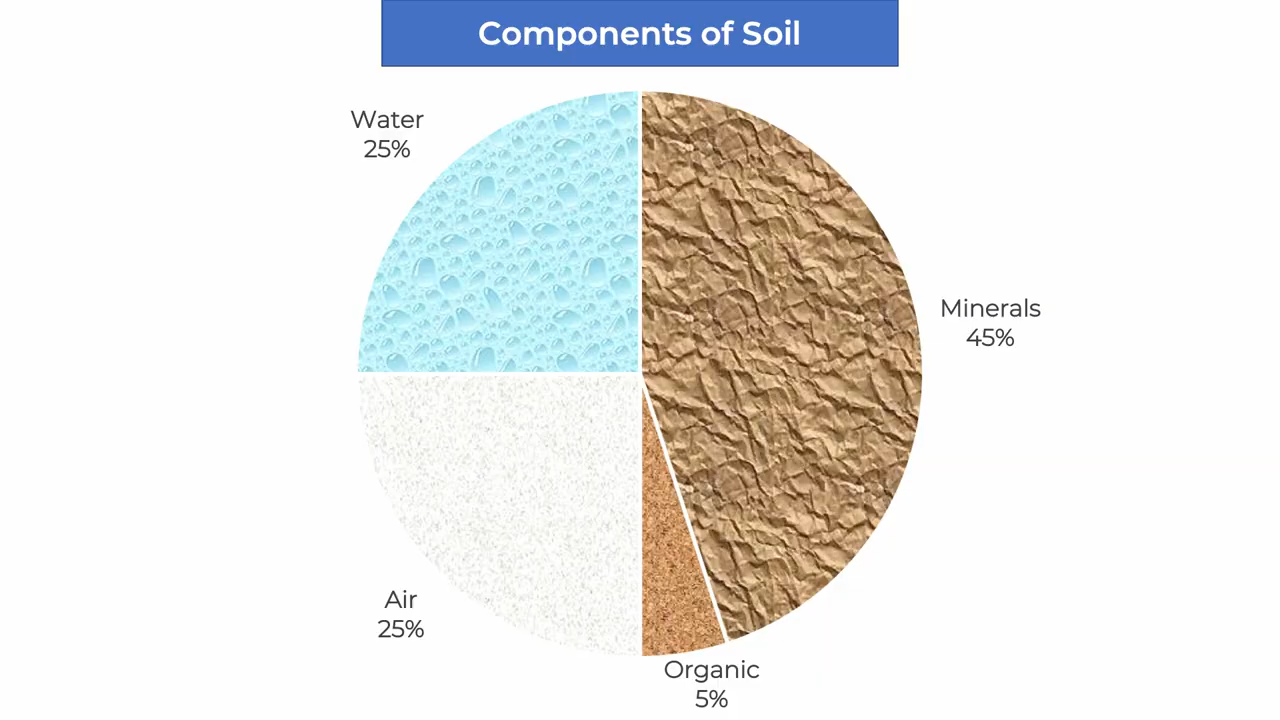 Components of Soil
Water
25%
Minerals
45%
Air
25%
Organic
5%